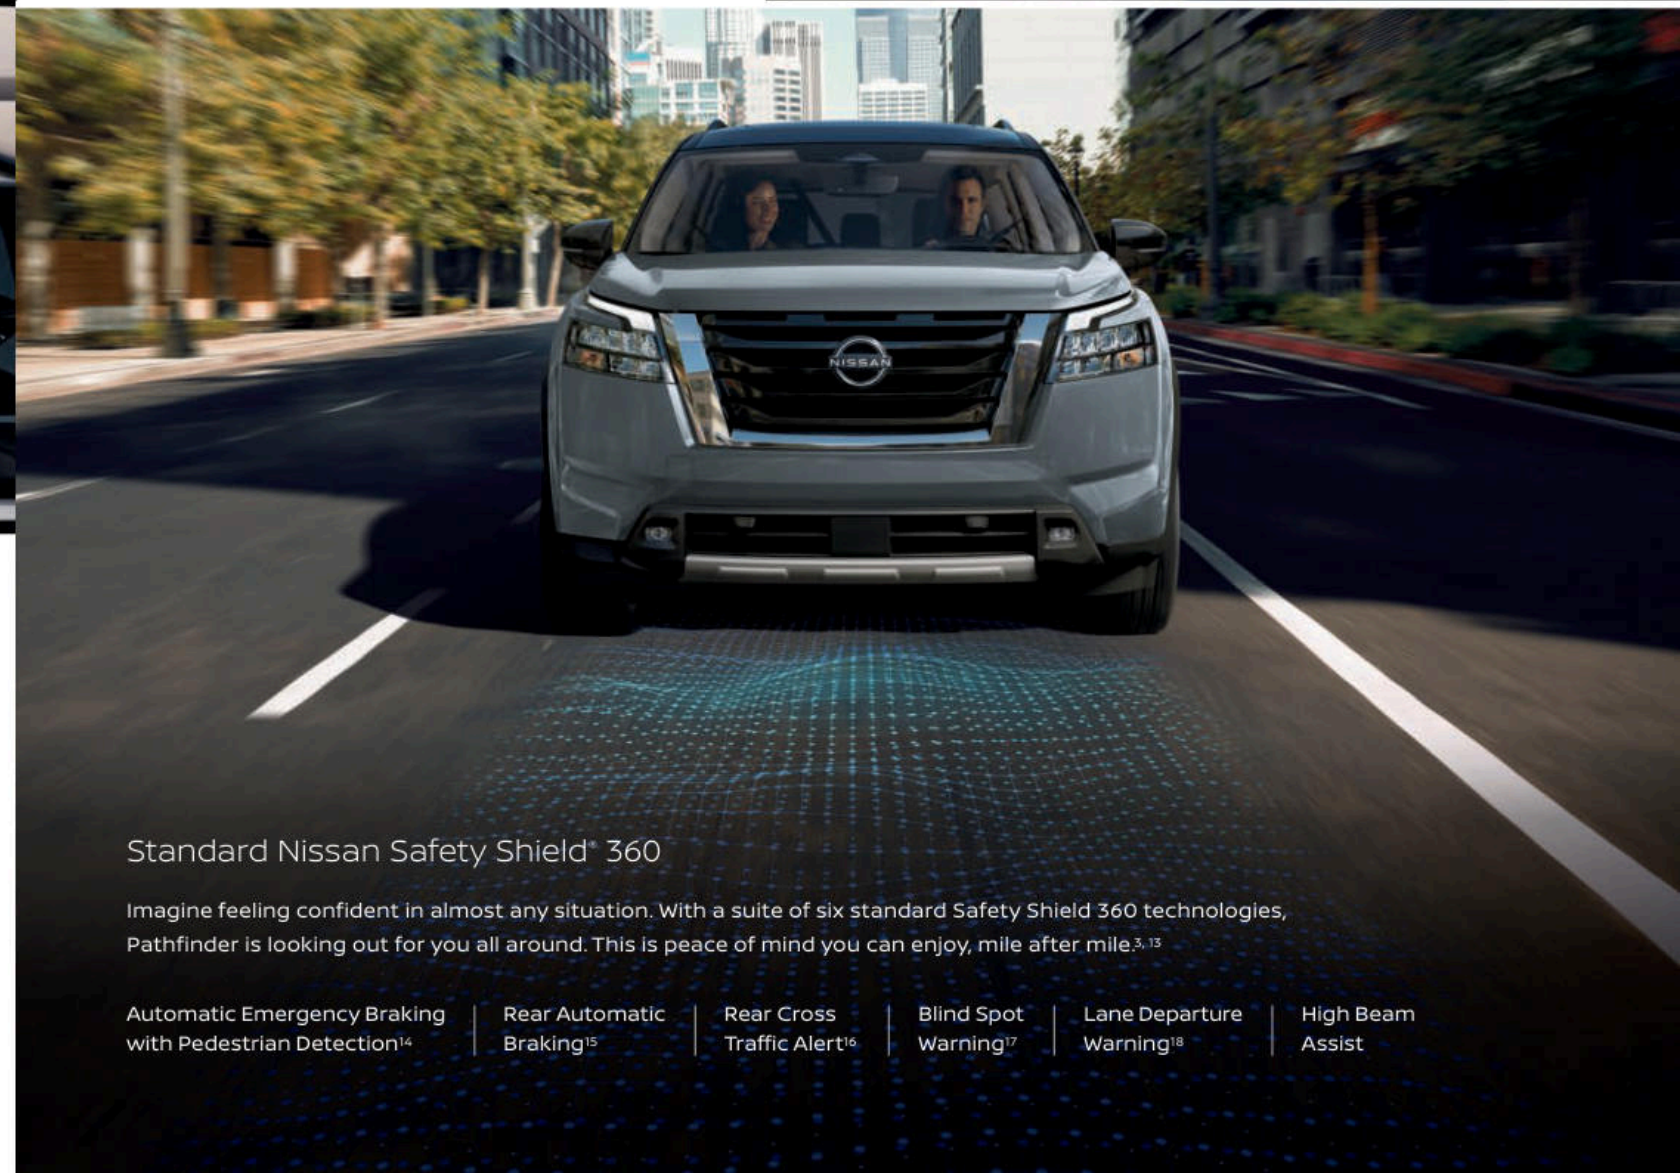 NISSAN
Standard Nissan Safety Shield® 360
Imagine feeling confident in almost any situation. With a suite of six standard Safety Shield 360 technologies,
Pathfinder is looking out for you all around. This is peace of mind you can enjoy, mile after mile.³, ¹³
Automatic Emergency Braking
with Pedestrian Detection¹⁴
Rear Automatic
Braking¹⁵
Rear Cross
Traffic Alert¹⁶
Blind Spot
Warning¹⁷
Lane Departure
Warning¹⁸
High Beam
Assist